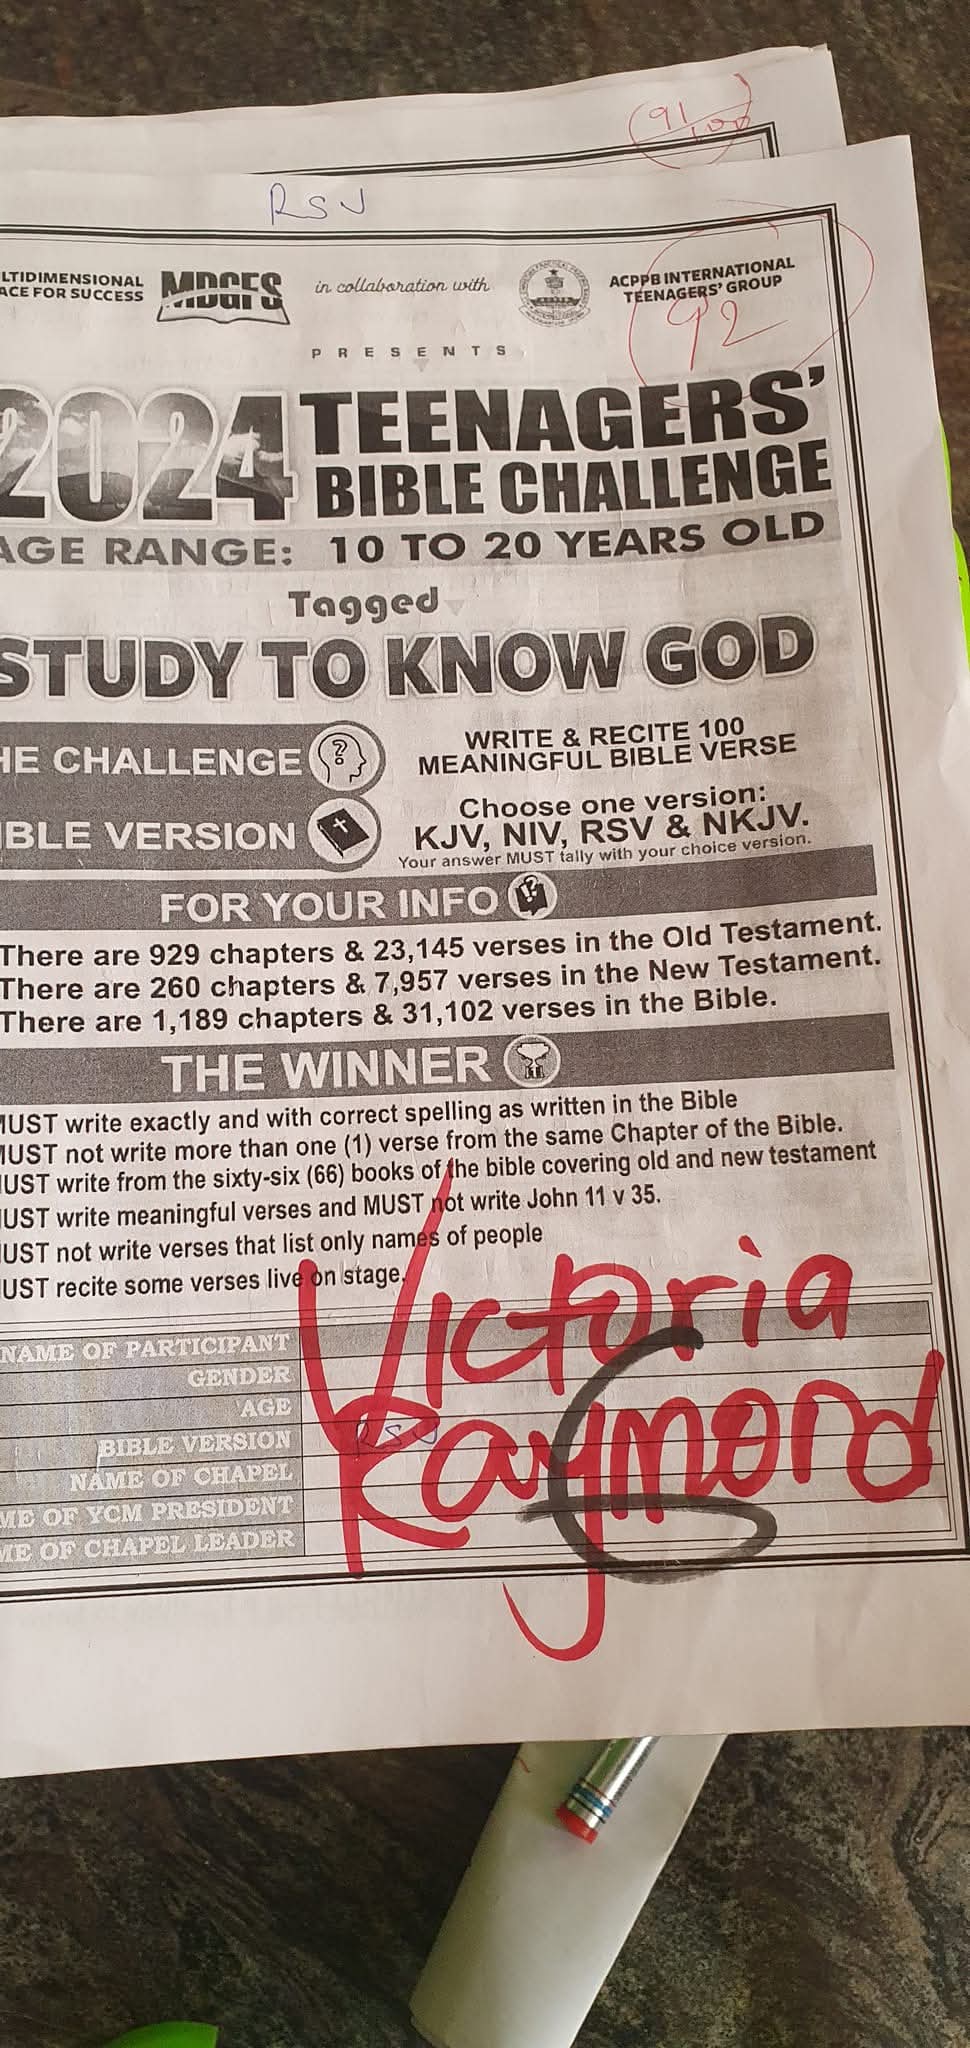 91/100
RSV
LTIDIMENSIONAL
ACE FOR SUCCESS
MDGFS
in collaboration with
ACPPB INTERNATIONAL
TEENAGERS' GROUP
92
PRESENTS
2024 TEENAGERS'
BIBLE CHALLENGE
AGE RANGE: 10 TO 20 YEARS OLD
Tagged
STUDY TO KNOW GOD
HE CHALLENGE
WRITE & RECITE 100
MEANINGFUL BIBLE VERSE
IBLE VERSION
Choose one version:
KJV, NIV, RSV & NKJV.
Your answer MUST tally with your choice version.
FOR YOUR INFO
There are 929 chapters & 23,145 verses in the Old Testament.
There are 260 chapters & 7,957 verses in the New Testament.
There are 1,189 chapters & 31,102 verses in the Bible.
THE WINNER
MUST write exactly and with correct spelling as written in the Bible
MUST not write more than one (1) verse from the same Chapter of the Bible.
UST write from the sixty-six (66) books of the bible covering old and new testament
UST write meaningful verses and MUST not write John 11 v 35.
UST not write verses that list only names of people
UST recite some verses live on stage.
NAME OF PARTICIPANT
GENDER
AGE
BIBLE VERSION RSV
NAME OF CHAPEL
ME OF YCM PRESIDENT
ME OF CHAPEL LEADER
Victoria
Raymond